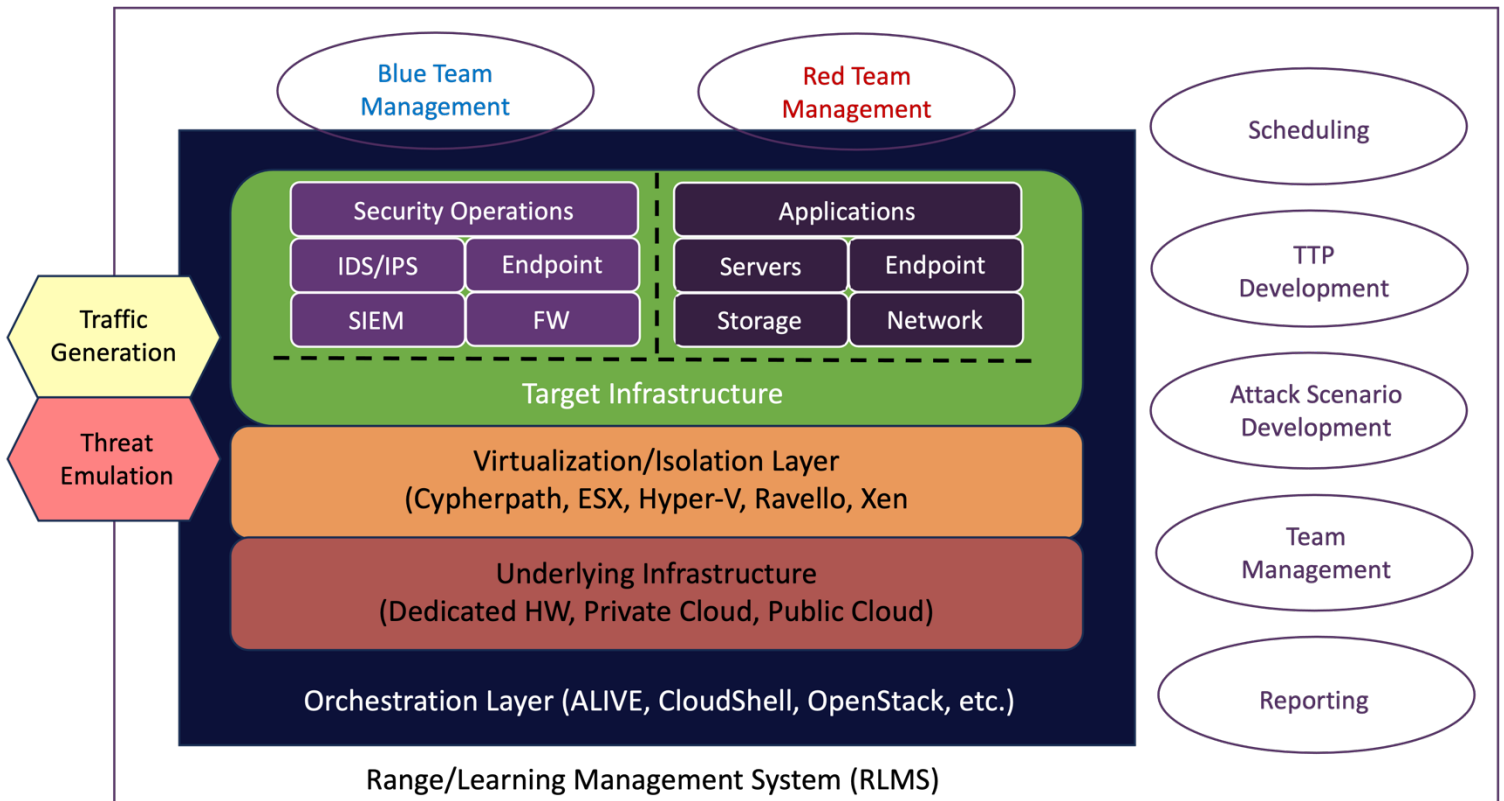 Blue Team
Management
Red Team
Management
Scheduling
Security Operations
Applications
IDS/IPS
Endpoint
Servers
Endpoint
SIEM
FW
Storage
Network
TTP
Development
Traffic
Generation
Target Infrastructure
Attack Scenario
Development
Threat
Emulation
Virtualization/Isolation Layer
(Cypherpath, ESX, Hyper-V, Ravello, Xen
Team
Management
Underlying Infrastructure
(Dedicated HW, Private Cloud, Public Cloud)
Orchestration Layer (ALIVE, CloudShell, OpenStack, etc.)
Reporting
Range/Learning Management System (RLMS)